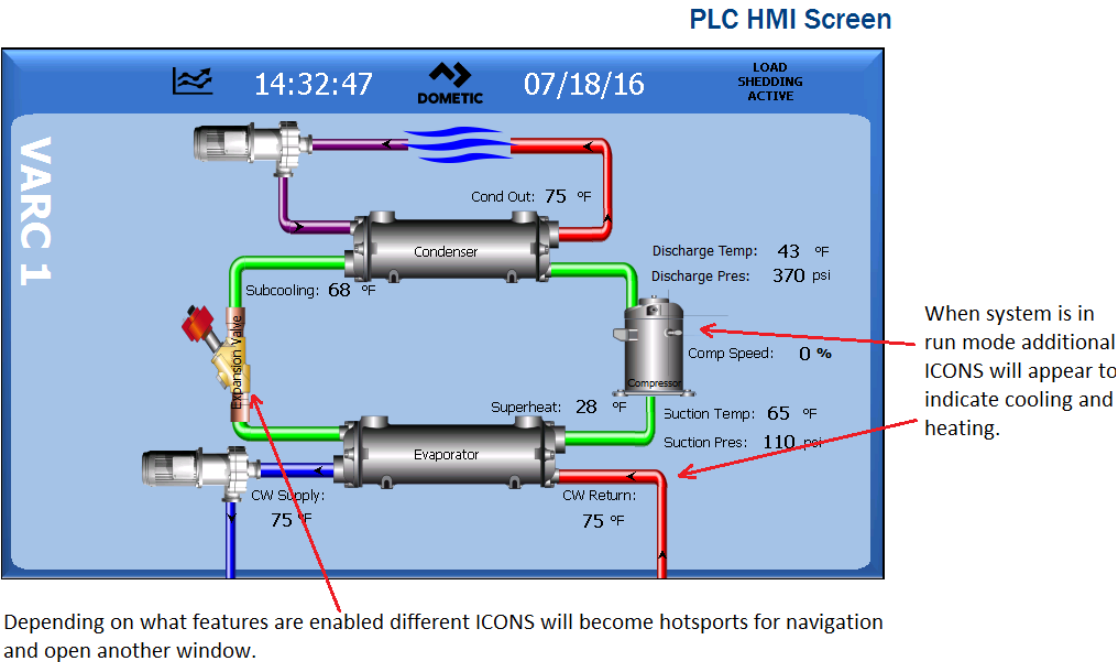 PLC HMI Screen
14:32:47
DOMETIC
07/18/16
LOAD
SHEDDING
ACTIVE
VARC 1
Cond Out: 75 °F
Condenser
Discharge Temp: 43 °F
Discharge Pres: 370 psi
Subcooling: 68 °F
Expansion Valve
Comp Speed: 0 %
Compressor
Superheat: 28 °F
Suction Temp: 65 °F
Suction Pres: 110 psi
Evaporator
CW Supply:
75 °F
CW Return:
75 °F
When system is in
run mode additional
ICONS will appear to
indicate cooling and
heating.
Depending on what features are enabled different ICONS will become hotsports for navigation
and open another window.